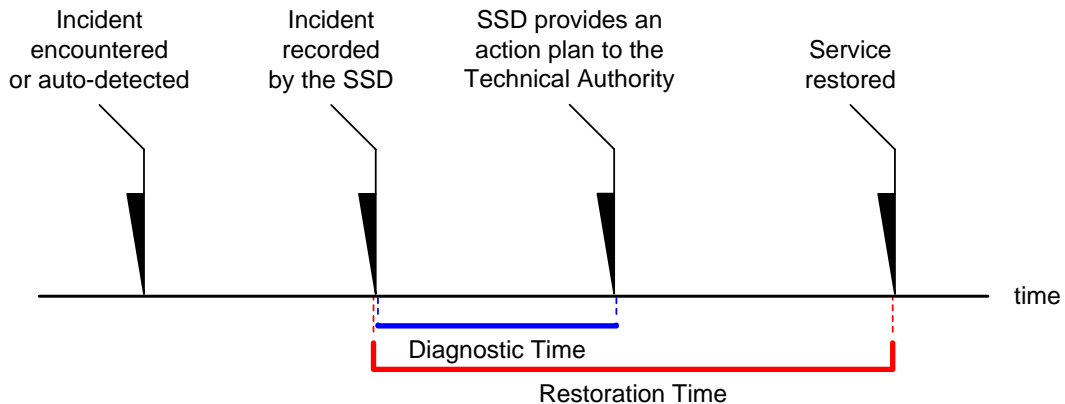 Incident
encountered
or auto-detected
Incident
recorded
by the SSD
SSD provides an
action plan to the
Technical Authority
Service
restored
time
Diagnostic Time
Restoration Time